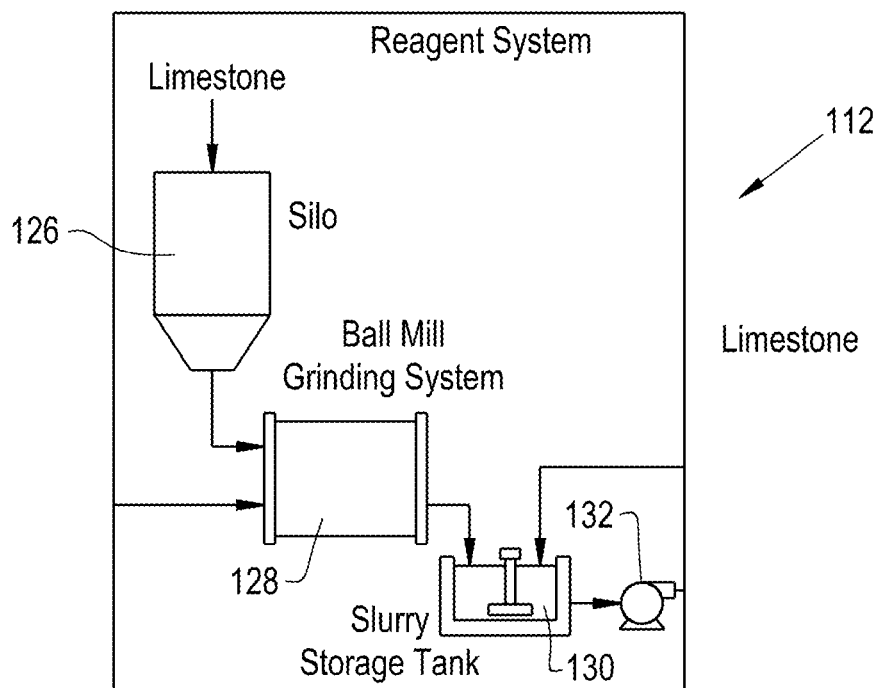 Reagent System
Limestone
112
126
Silo
Ball Mill
Grinding System
Limestone
132
128
Slurry
Storage Tank
130